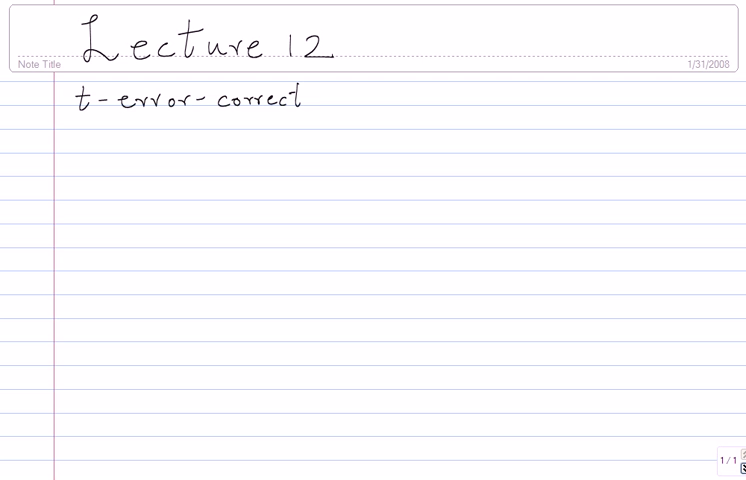 Lecture 12
Note Title
1/31/2008
t-error-correct
1/1